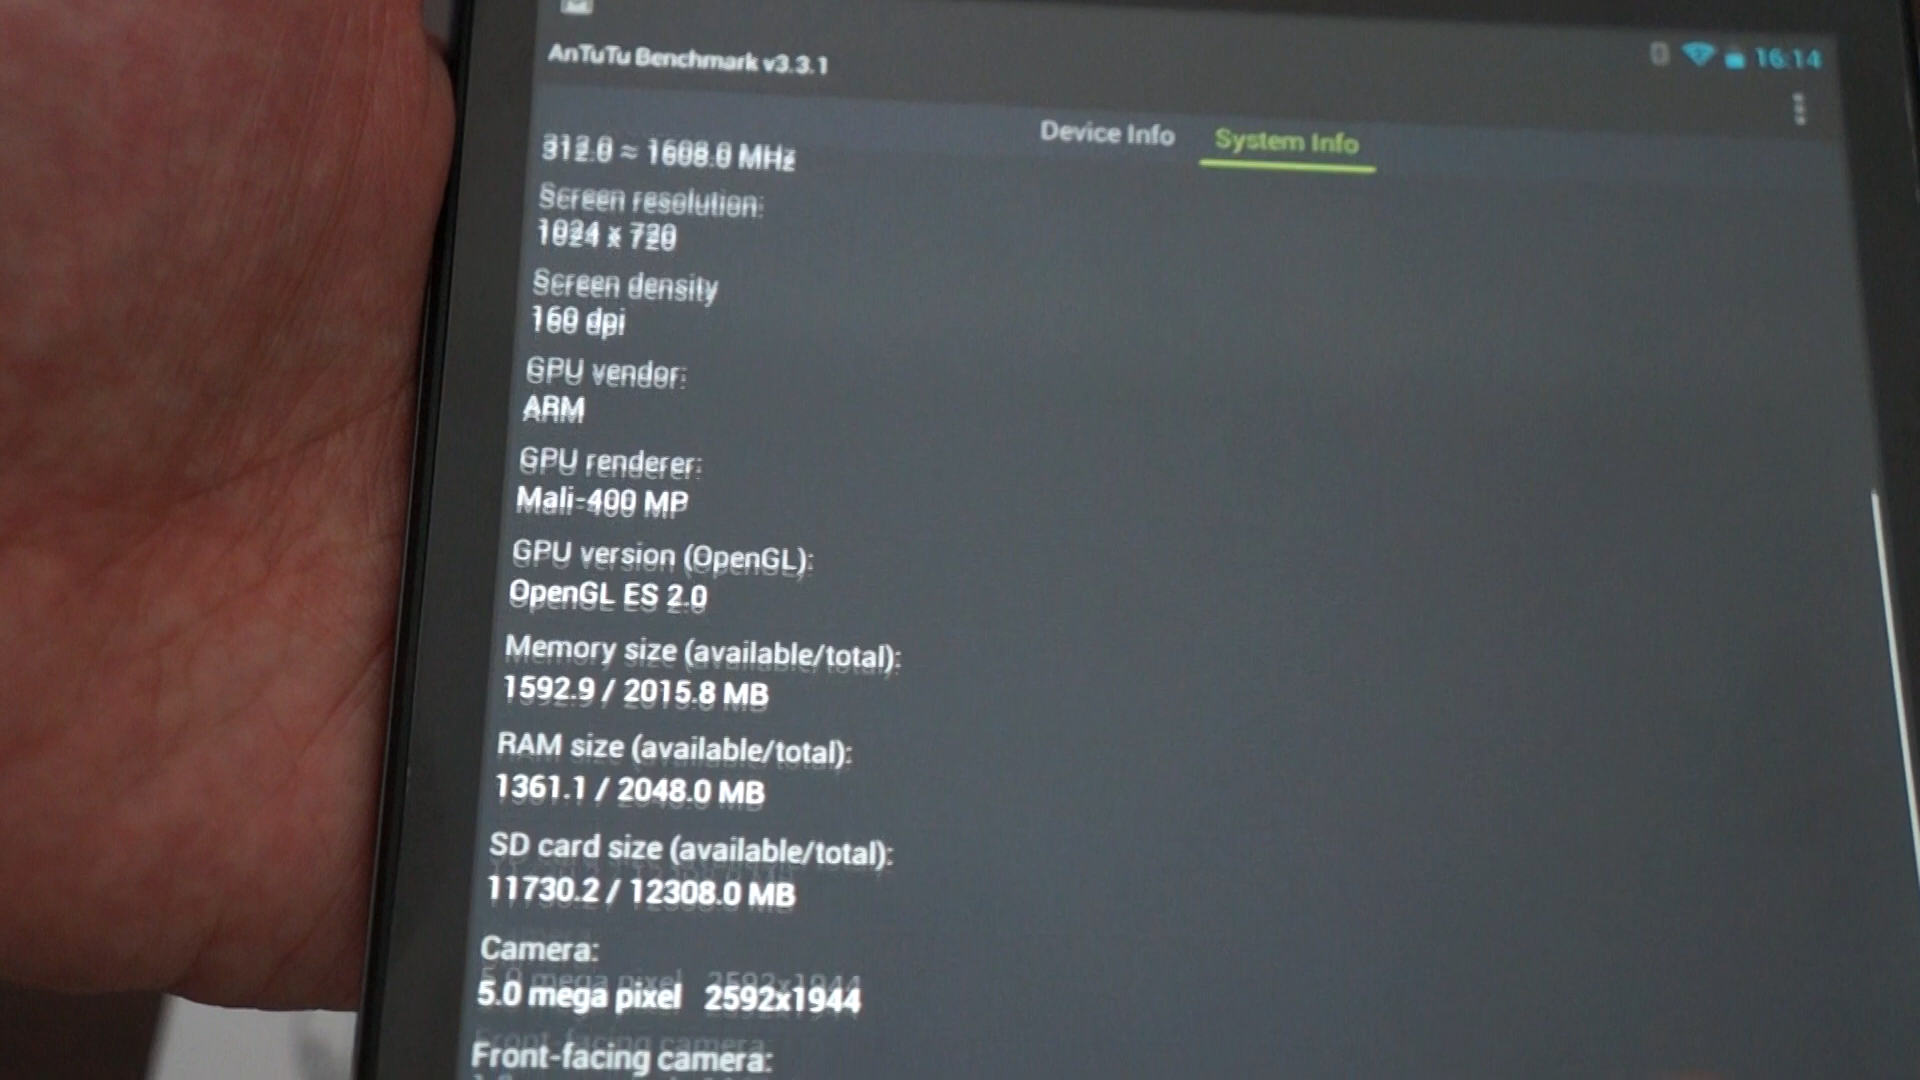 AnTuTu Benchmark v3.3.1
16:14
Device Info
System Info
312.0 ~ 1608.0 MHz
Screen resolution:
1024 x 720
Screen density
160 dpi
GPU vendor:
ARM
GPU renderer:
Mali-400 MP
GPU version (OpenGL):
OpenGL ES 2.0
Memory size (available/total):
1592.9 / 2015.8 MB
RAM size (available/total):
1361.1 / 2048.0 MB
SD card size (available/total):
11730.2 / 12308.0 MB
Camera:
5.0 mega pixel 2592x1944
Front-facing camera: